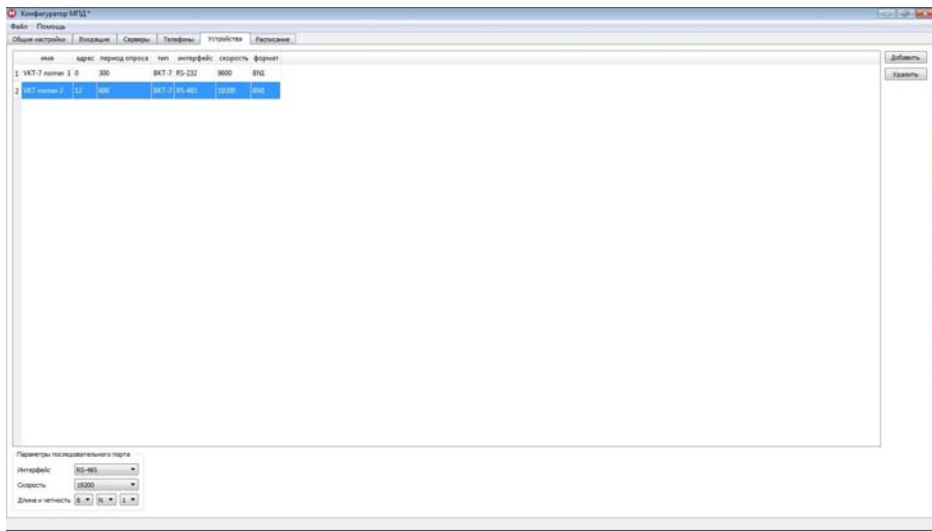 Конфигуратор МПД *
Файл Помощь
Общие настройки Входящие Серверы Телефоны Устройства Расписание
имя адрес период опроса тип интерфейс скорость формат
1 VKT-7 nomer 1 0 300 ВКТ-7 RS-232 9600 8N1
2 VKT nomer 2 12 600 ВКТ-7 RS-485 19200 8N1
Добавить
Удалить
Параметры последовательного порта
Интерфейс RS-485
Скорость 19200
Длина и четность 8 N 1